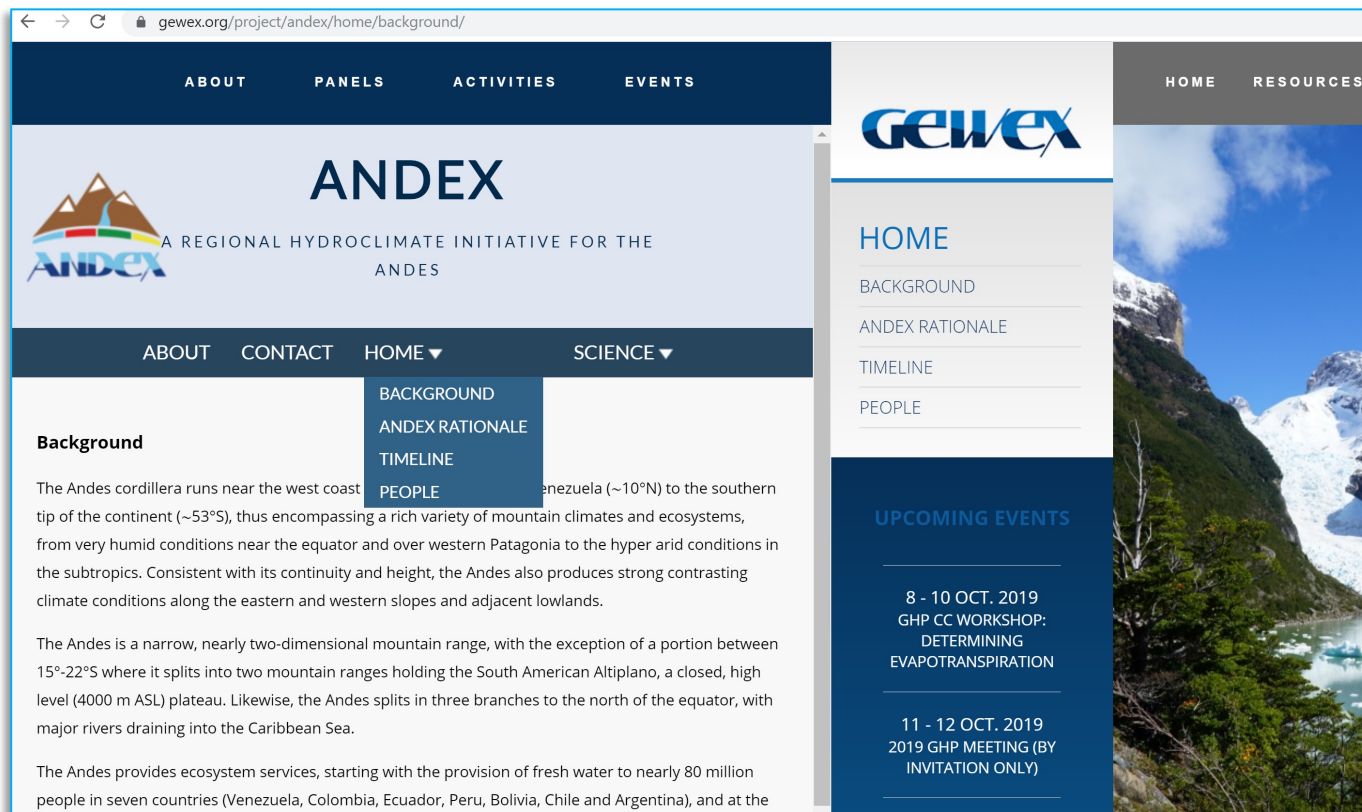 gewex.org/project/andex/home/background/
ABOUT PANELS ACTIVITIES EVENTS
HOME RESOURCES
GEWEX
ANDEX
ANDEX
A REGIONAL HYDROCLIMATE INITIATIVE FOR THE
ANDES
ABOUT CONTACT HOME ▼ SCIENCE ▼
BACKGROUND
ANDEX RATIONALE
TIMELINE
PEOPLE
Background
The Andes cordillera runs near the west coast enezuela (~10°N) to the southern
tip of the continent (~53°S), thus encompassing a rich variety of mountain climates and ecosystems,
from very humid conditions near the equator and over western Patagonia to the hyper arid conditions in
the subtropics. Consistent with its continuity and height, the Andes also produces strong contrasting
climate conditions along the eastern and western slopes and adjacent lowlands.
The Andes is a narrow, nearly two-dimensional mountain range, with the exception of a portion between
15°-22°S where it splits into two mountain ranges holding the South American Altiplano, a closed, high
level (4000 m ASL) plateau. Likewise, the Andes splits in three branches to the north of the equator, with
major rivers draining into the Caribbean Sea.
The Andes provides ecosystem services, starting with the provision of fresh water to nearly 80 million
people in seven countries (Venezuela, Colombia, Ecuador, Peru, Bolivia, Chile and Argentina), and at the
HOME
BACKGROUND
ANDEX RATIONALE
TIMELINE
PEOPLE
UPCOMING EVENTS
8 - 10 OCT. 2019
GHP CC WORKSHOP:
DETERMINING
EVAPOTRANSPIRATION
11 - 12 OCT. 2019
2019 GHP MEETING (BY
INVITATION ONLY)